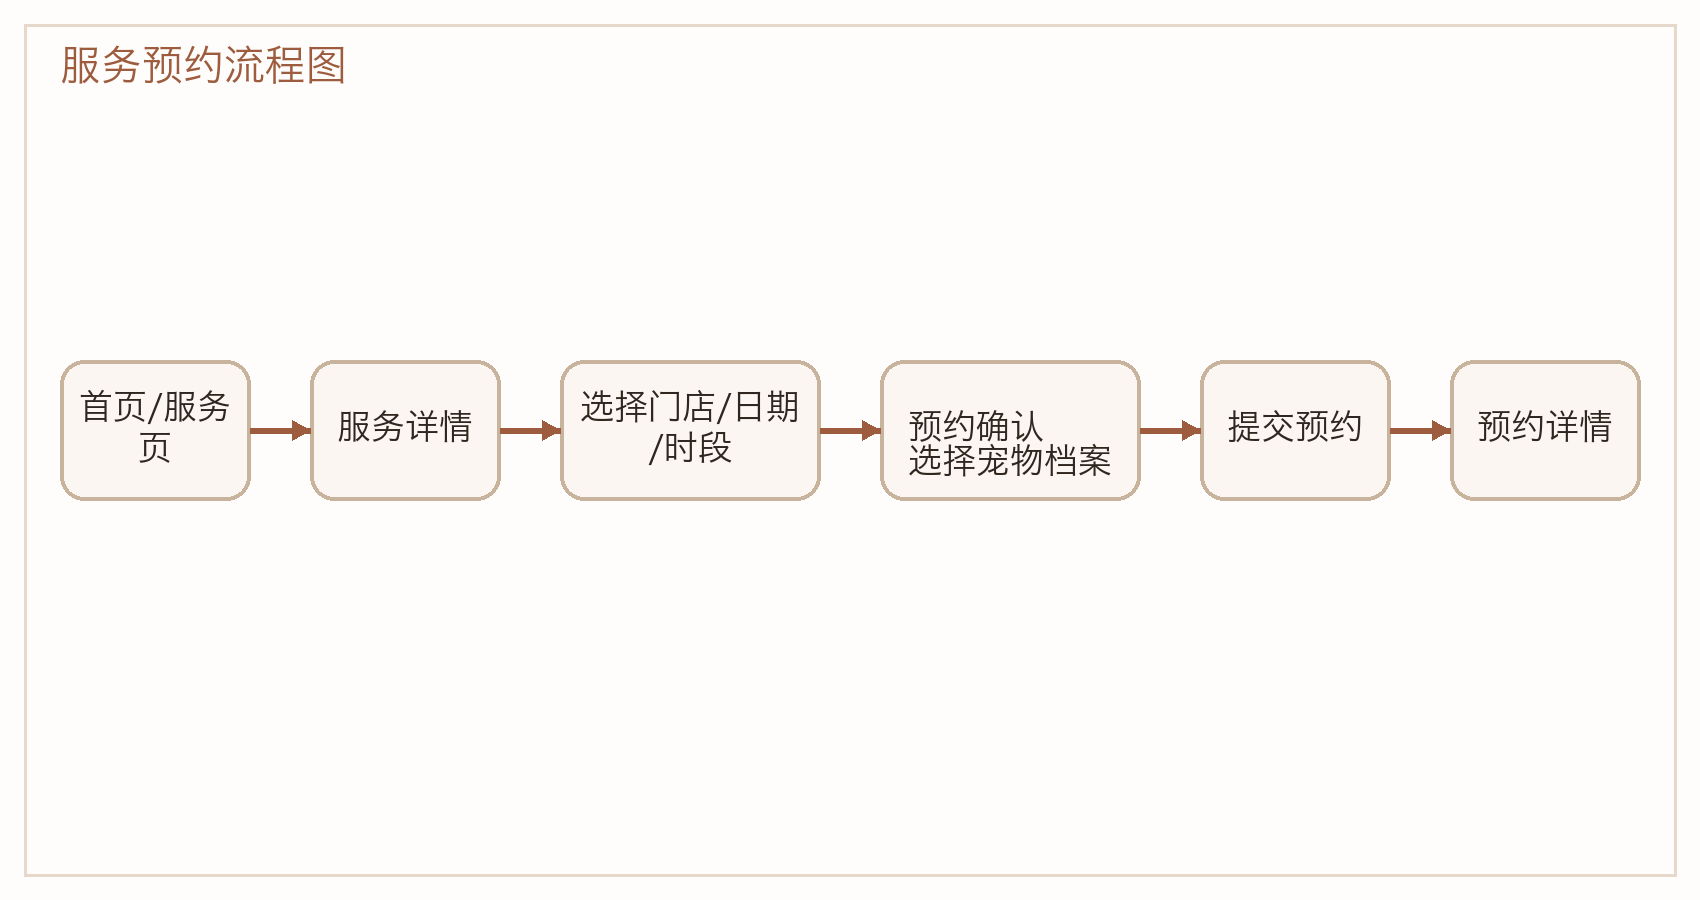 服务预约流程图
首页/服务
页
服务详情
选择门店/日期
/时段
预约确认
选择宠物档案
提交预约
预约详情